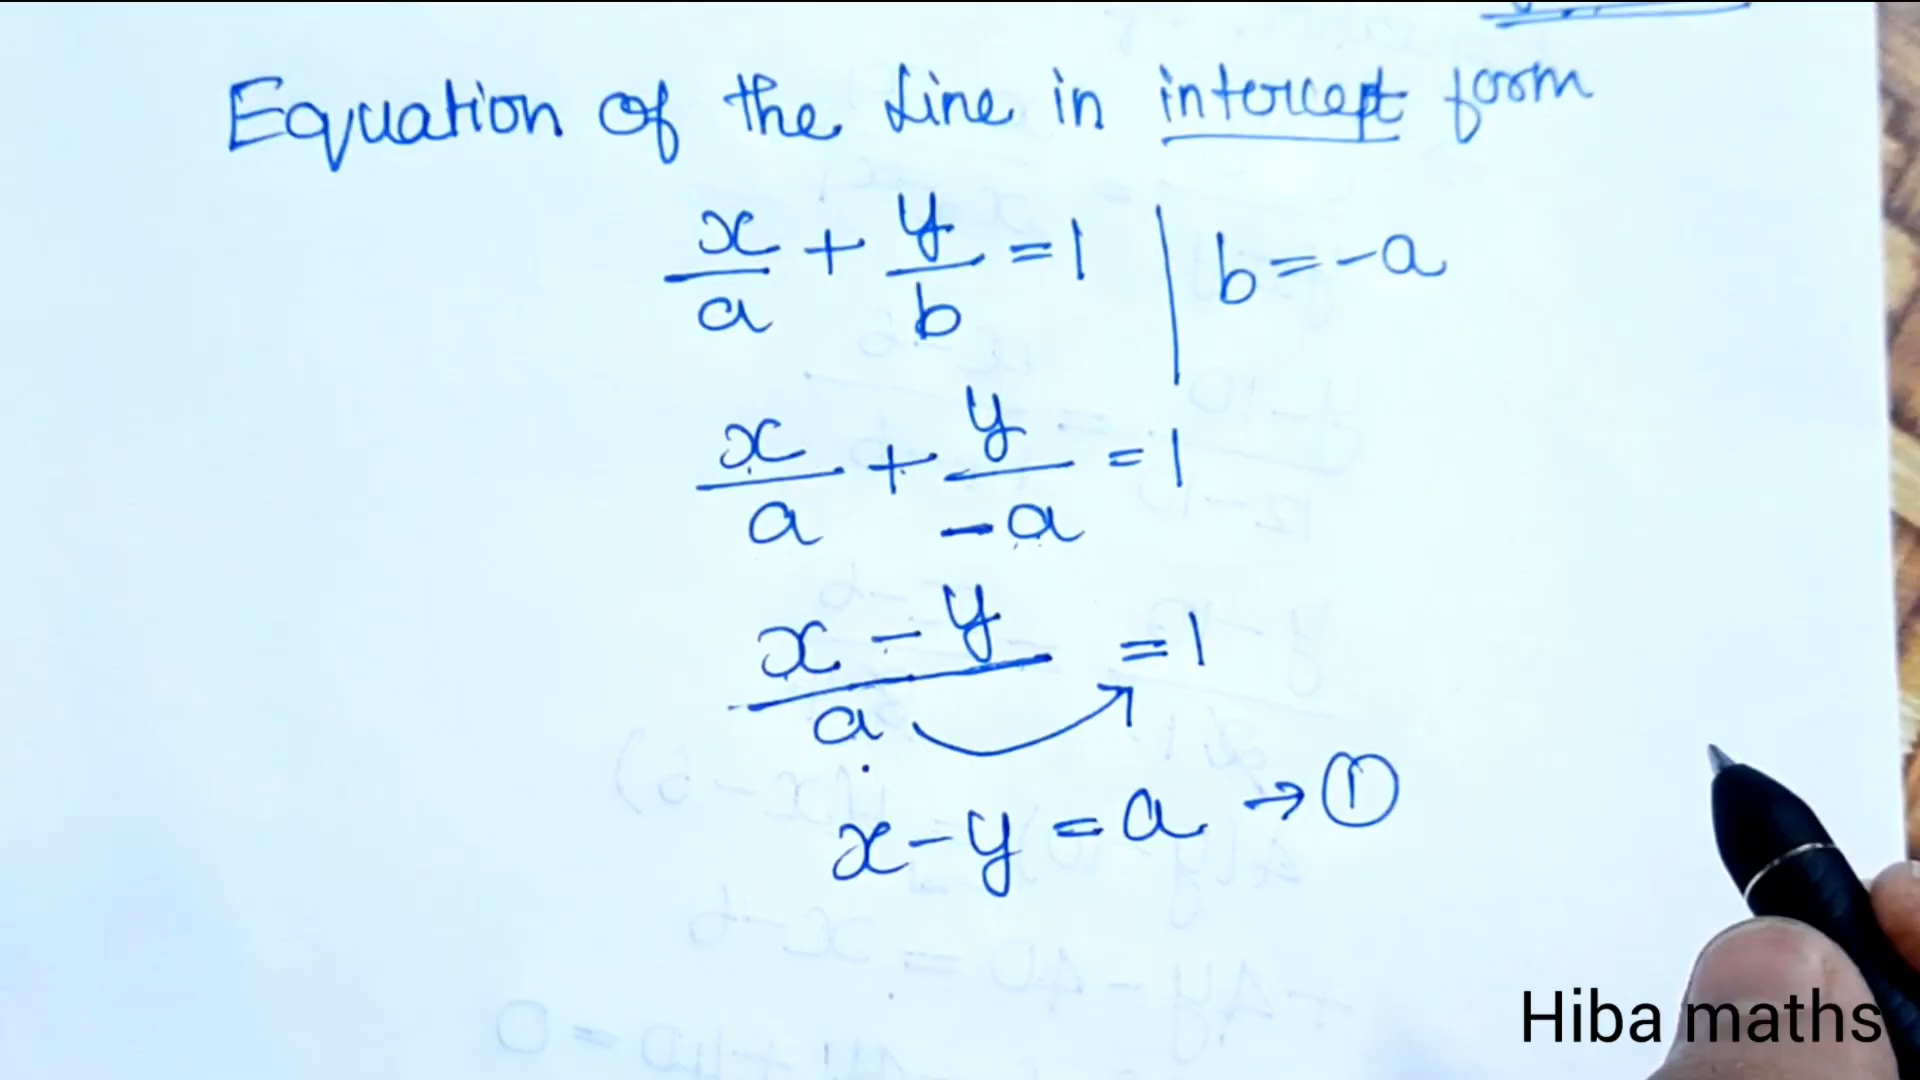 Equation of the Line in intercept form
x/a + y/b = 1 | b = -a
x/a + y/-a = 1
x - y/a = 1
x - y = a → ①
Hiba maths